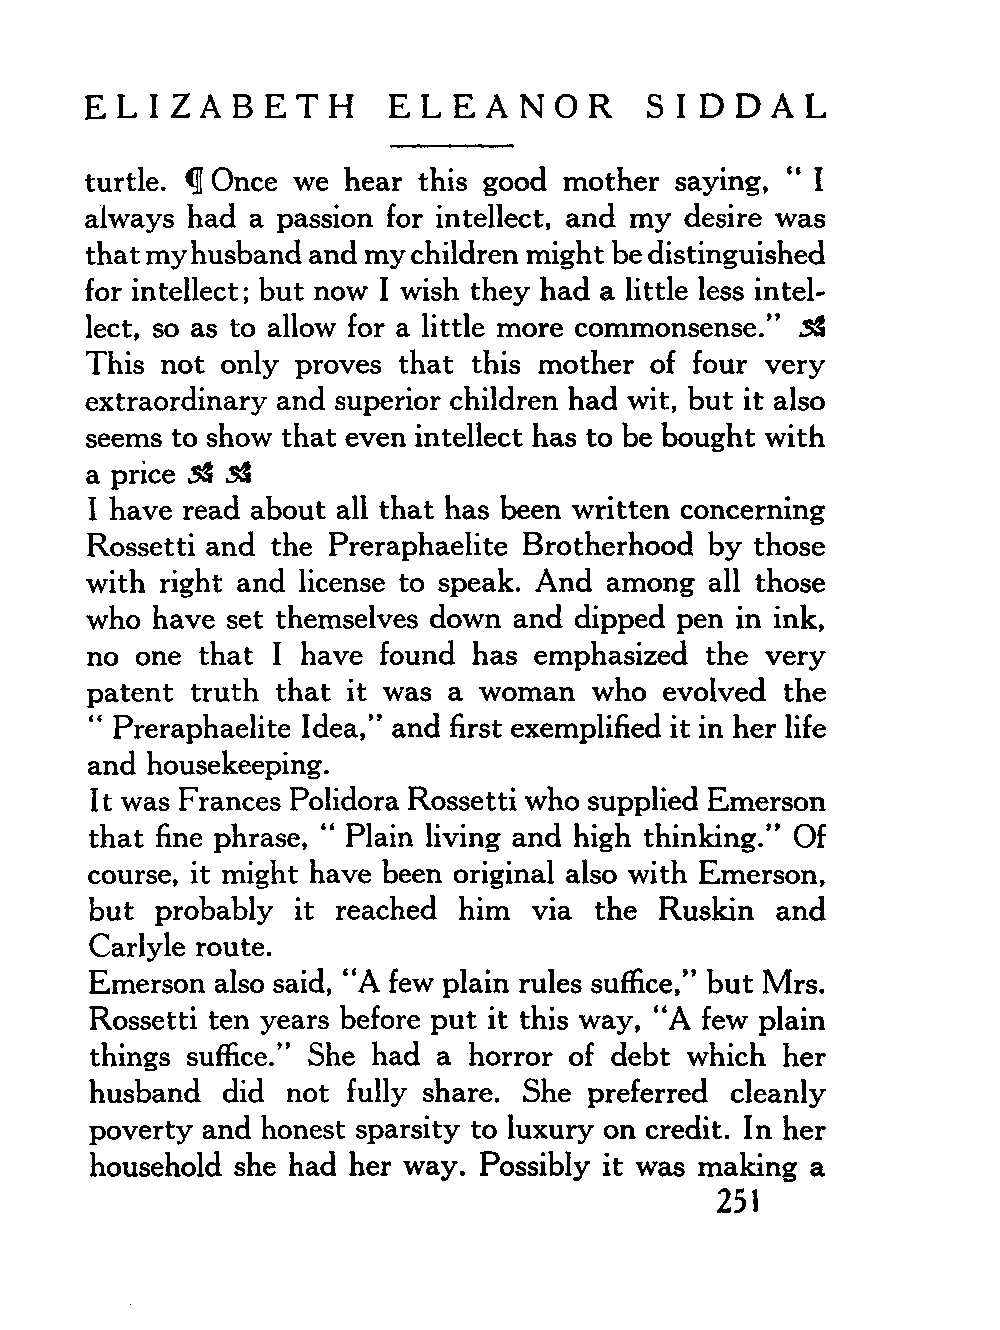 ELIZABETH ELEANOR SIDDAL
turtle. ¶ Once we hear this good mother saying, " I
always had a passion for intellect, and my desire was
that my husband and my children might be distinguished
for intellect; but now I wish they had a little less intel-
lect, so as to allow for a little more commonsense."
This not only proves that this mother of four very
extraordinary and superior children had wit, but it also
seems to show that even intellect has to be bought with
a price
I have read about all that has been written concerning
Rossetti and the Preraphaelite Brotherhood by those
with right and license to speak. And among all those
who have set themselves down and dipped pen in ink,
no one that I have found has emphasized the very
patent truth that it was a woman who evolved the
" Preraphaelite Idea," and first exemplified it in her life
and housekeeping.
It was Frances Polidora Rossetti who supplied Emerson
that fine phrase, " Plain living and high thinking." Of
course, it might have been original also with Emerson,
but probably it reached him via the Ruskin and
Carlyle route.
Emerson also said, "A few plain rules suffice," but Mrs.
Rossetti ten years before put it this way, "A few plain
things suffice." She had a horror of debt which her
husband did not fully share. She preferred cleanly
poverty and honest sparsity to luxury on credit. In her
household she had her way. Possibly it was making a
251